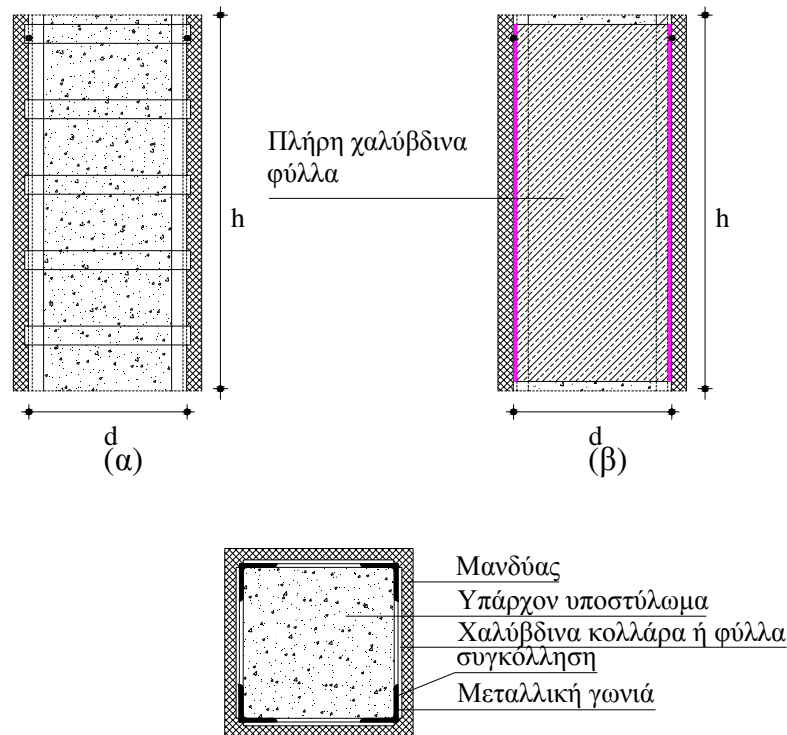 Πλήρη χαλύβδινα
φύλλα
h
h
d
(α)
d
(β)
Μανδύας
Υπάρχον υποστύλωμα
Χαλύβδινα κολλάρα ή φύλλα
συγκόλληση
Μεταλλική γωνιά